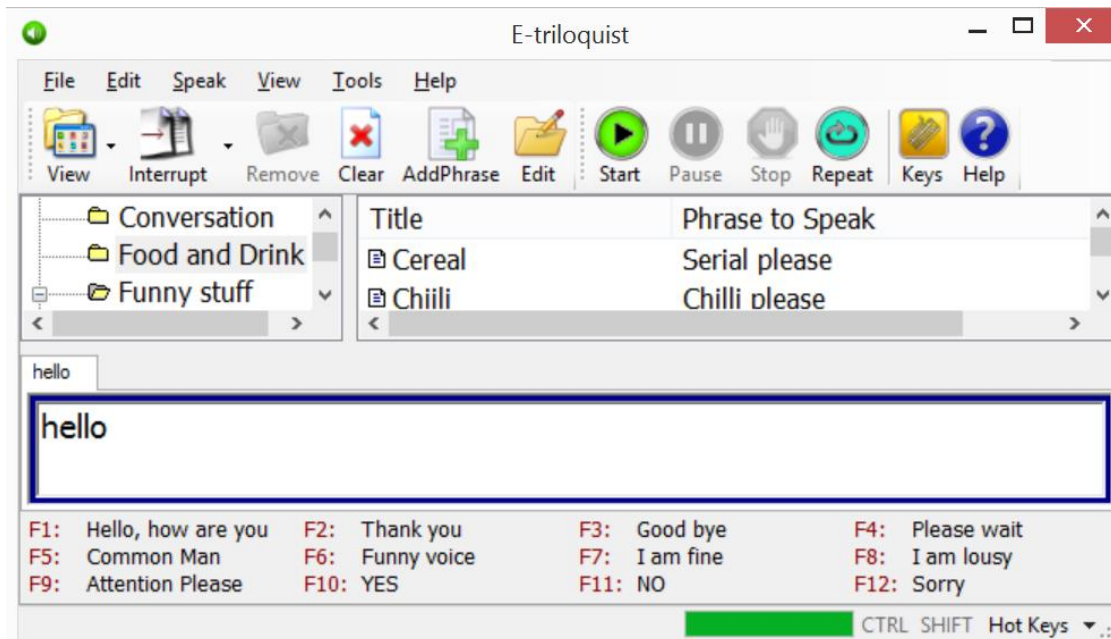 E-triloquist
File Edit Speak View Tools Help
View Interrupt Remove Clear AddPhrase Edit Start Pause Stop Repeat Keys Help
Conversation
Food and Drink
Funny stuff
Title Phrase to Speak
Cereal Serial please
Chiili Chilli please
hello
hello
F1: Hello, how are you F2: Thank you F3: Good bye F4: Please wait
F5: Common Man F6: Funny voice F7: I am fine F8: I am lousy
F9: Attention Please F10: YES F11: NO F12: Sorry
CTRL SHIFT Hot Keys